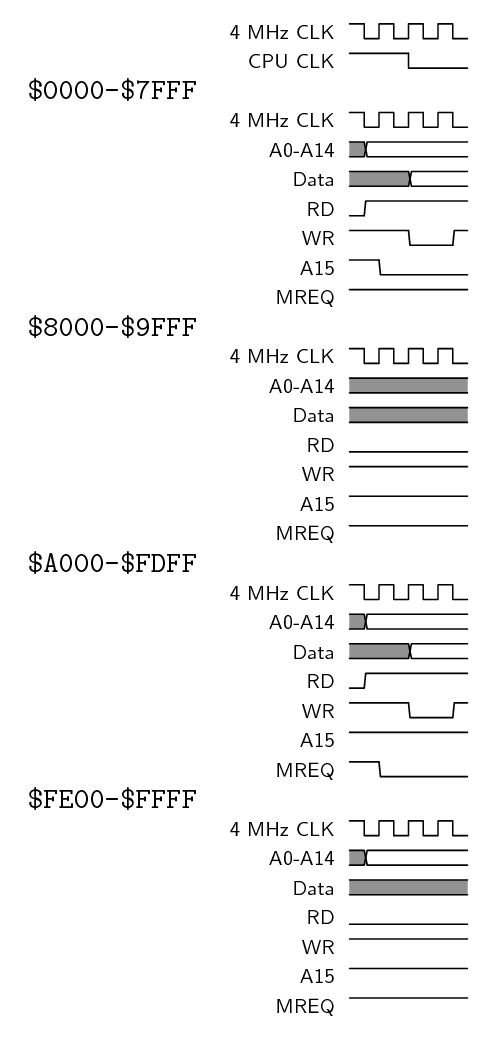 4 MHz CLK
CPU CLK
$0000-$7FFF
4 MHz CLK
A0-A14
Data
RD
WR
A15
MREQ
$8000-$9FFF
4 MHz CLK
A0-A14
Data
RD
WR
A15
MREQ
$A000-$FDFF
4 MHz CLK
A0-A14
Data
RD
WR
A15
MREQ
$FE00-$FFFF
4 MHz CLK
A0-A14
Data
RD
WR
A15
MREQ